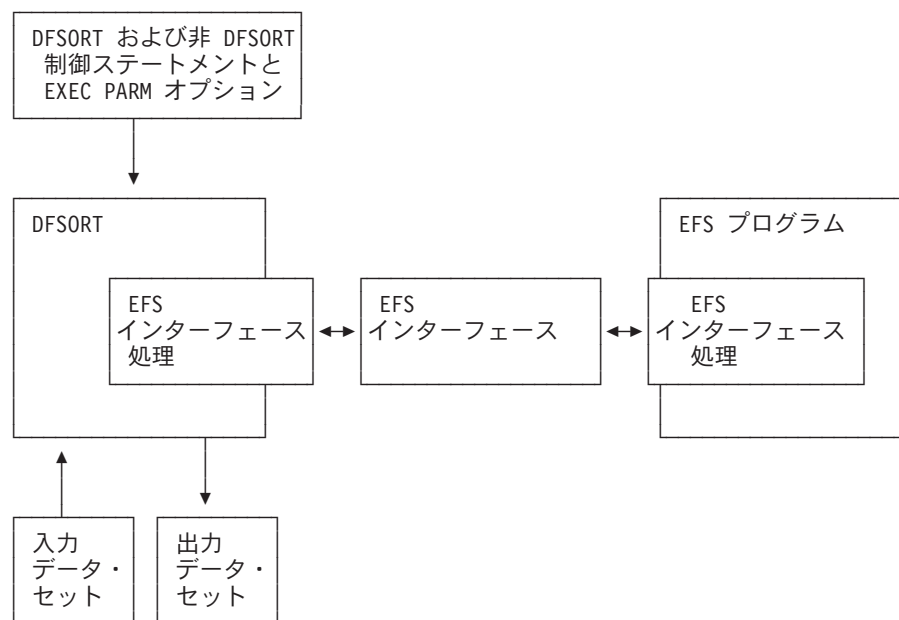 DFSORT および非 DFSORT
制御ステートメントと
EXEC PARM オプション
DFSORT
EFS
インターフェース
処理
EFS
インターフェース
EFS プログラム
EFS
インターフェース
処理
入力
データ・
セット
出力
データ・
セット